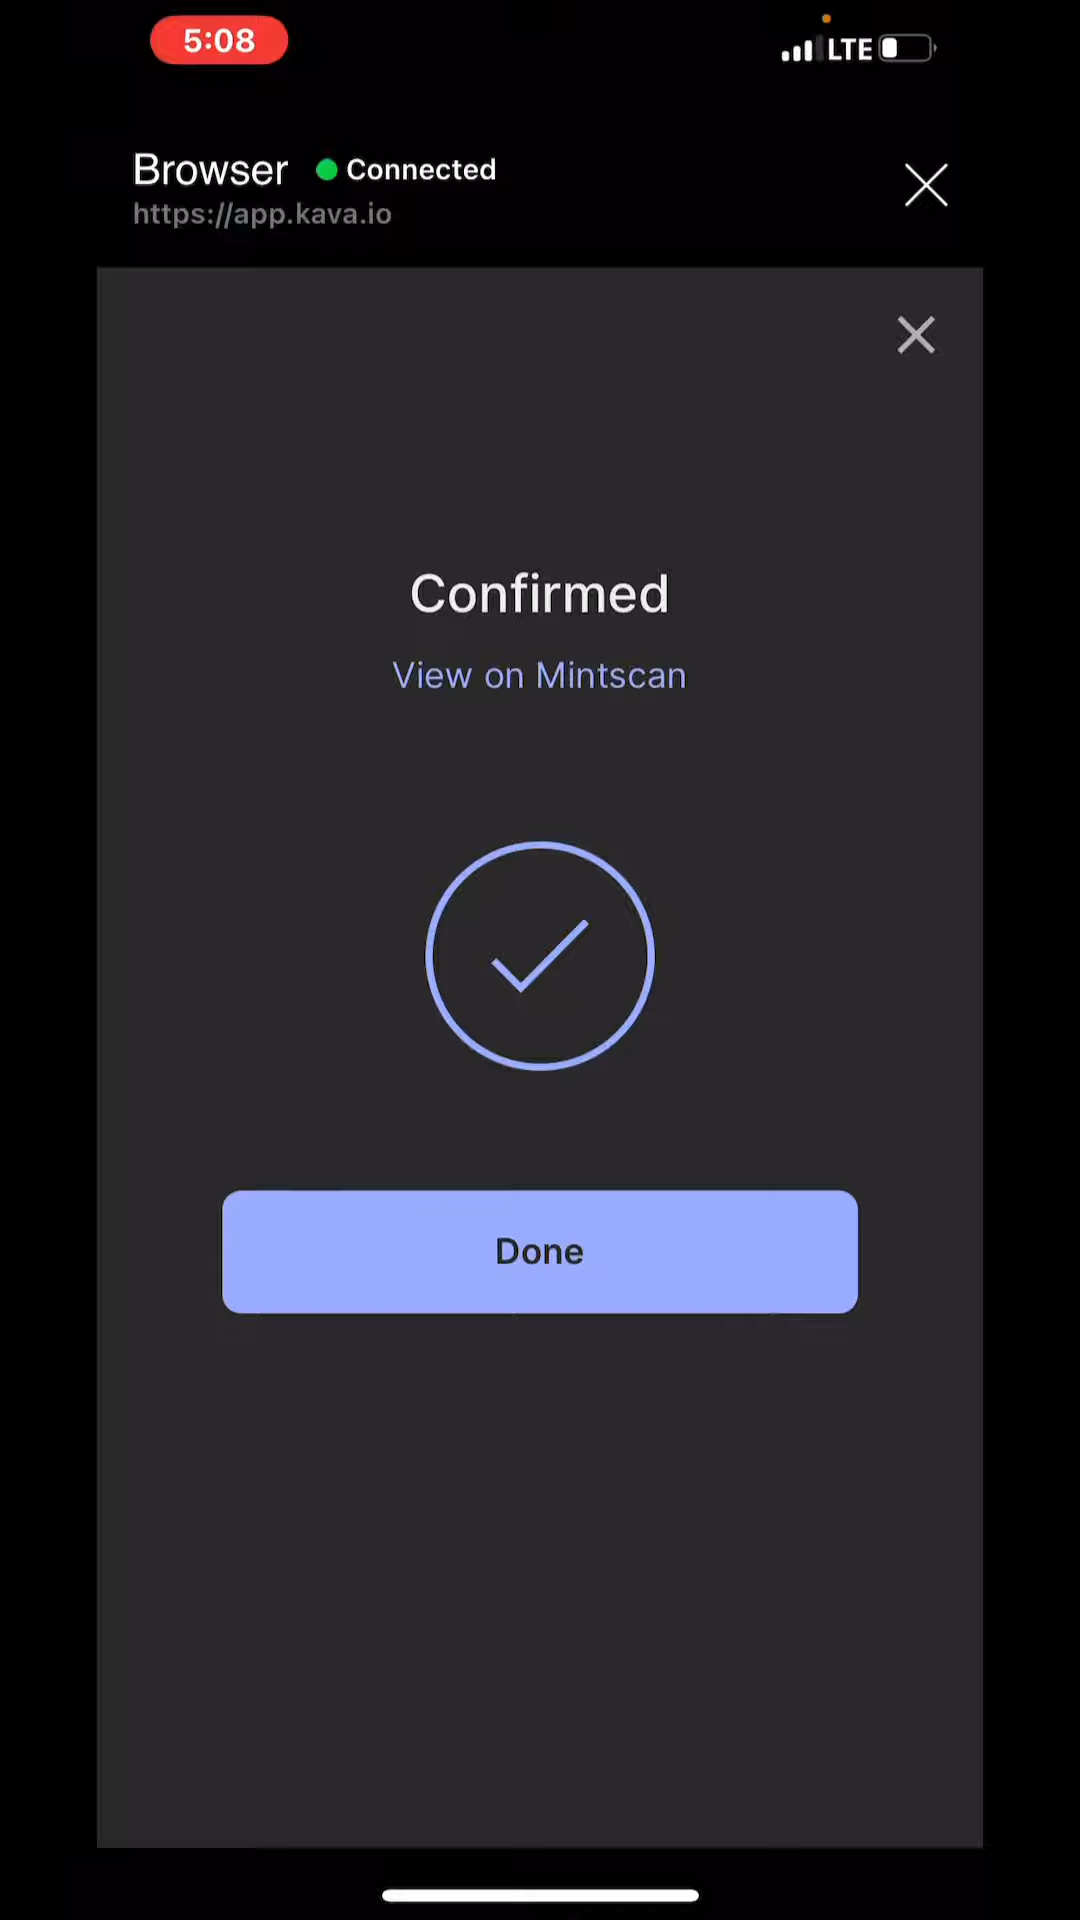 5:08
LTE
Browser
Connected
https://app.kava.io
Confirmed
View on Mintscan
Done